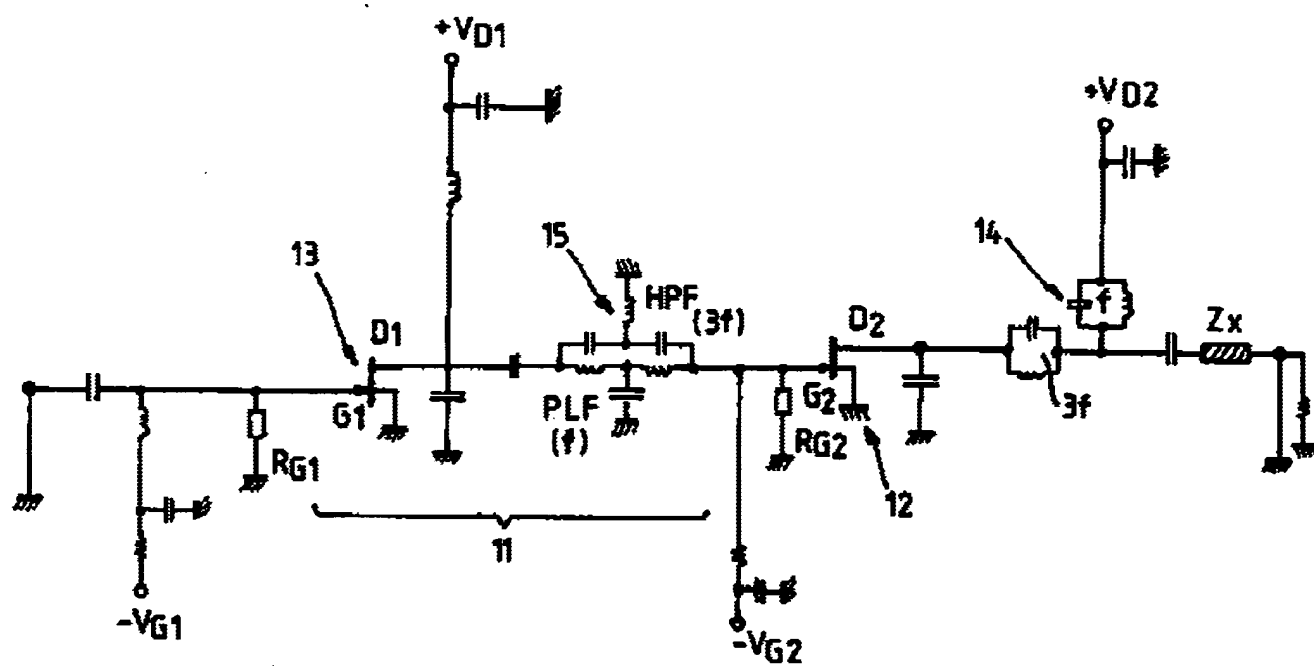 +VD1
+VD2
13
15
14
HPF
(3f)
f
D1
D2
Zx
G1
PLF
(f)
G2
3f
RG1
RG2
12
11
-VG1
-VG2